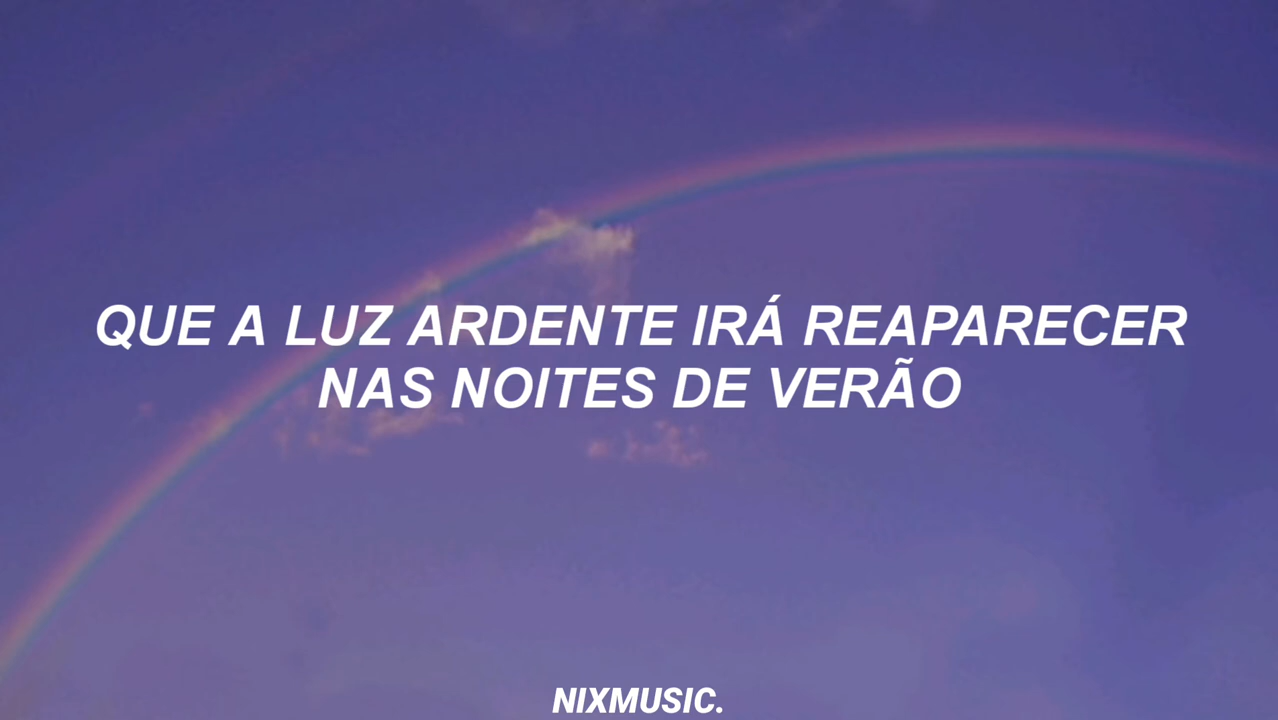 QUE A LUZ ARDENTE IRÁ REAPARECER
NAS NOITES DE VERÃO
NIXMUSIC.